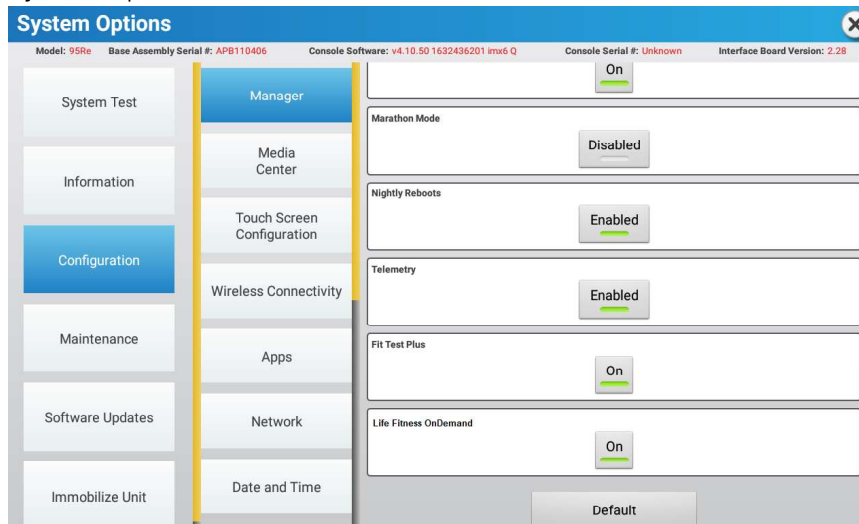 System Options
Model: 95Re Base Assembly Serial #: APB110406 Console Software: v4.10.50 1632436201 imx6 Q Console Serial #: Unknown Interface Board Version: 2.28
System Test
Information
Configuration
Maintenance
Software Updates
Immobilize Unit
Manager
Media
Center
Touch Screen
Configuration
Wireless Connectivity
Apps
Network
Date and Time
On
Marathon Mode
Disabled
Nightly Reboots
Enabled
Telemetry
Enabled
Fit Test Plus
On
Life Fitness OnDemand
On
Default